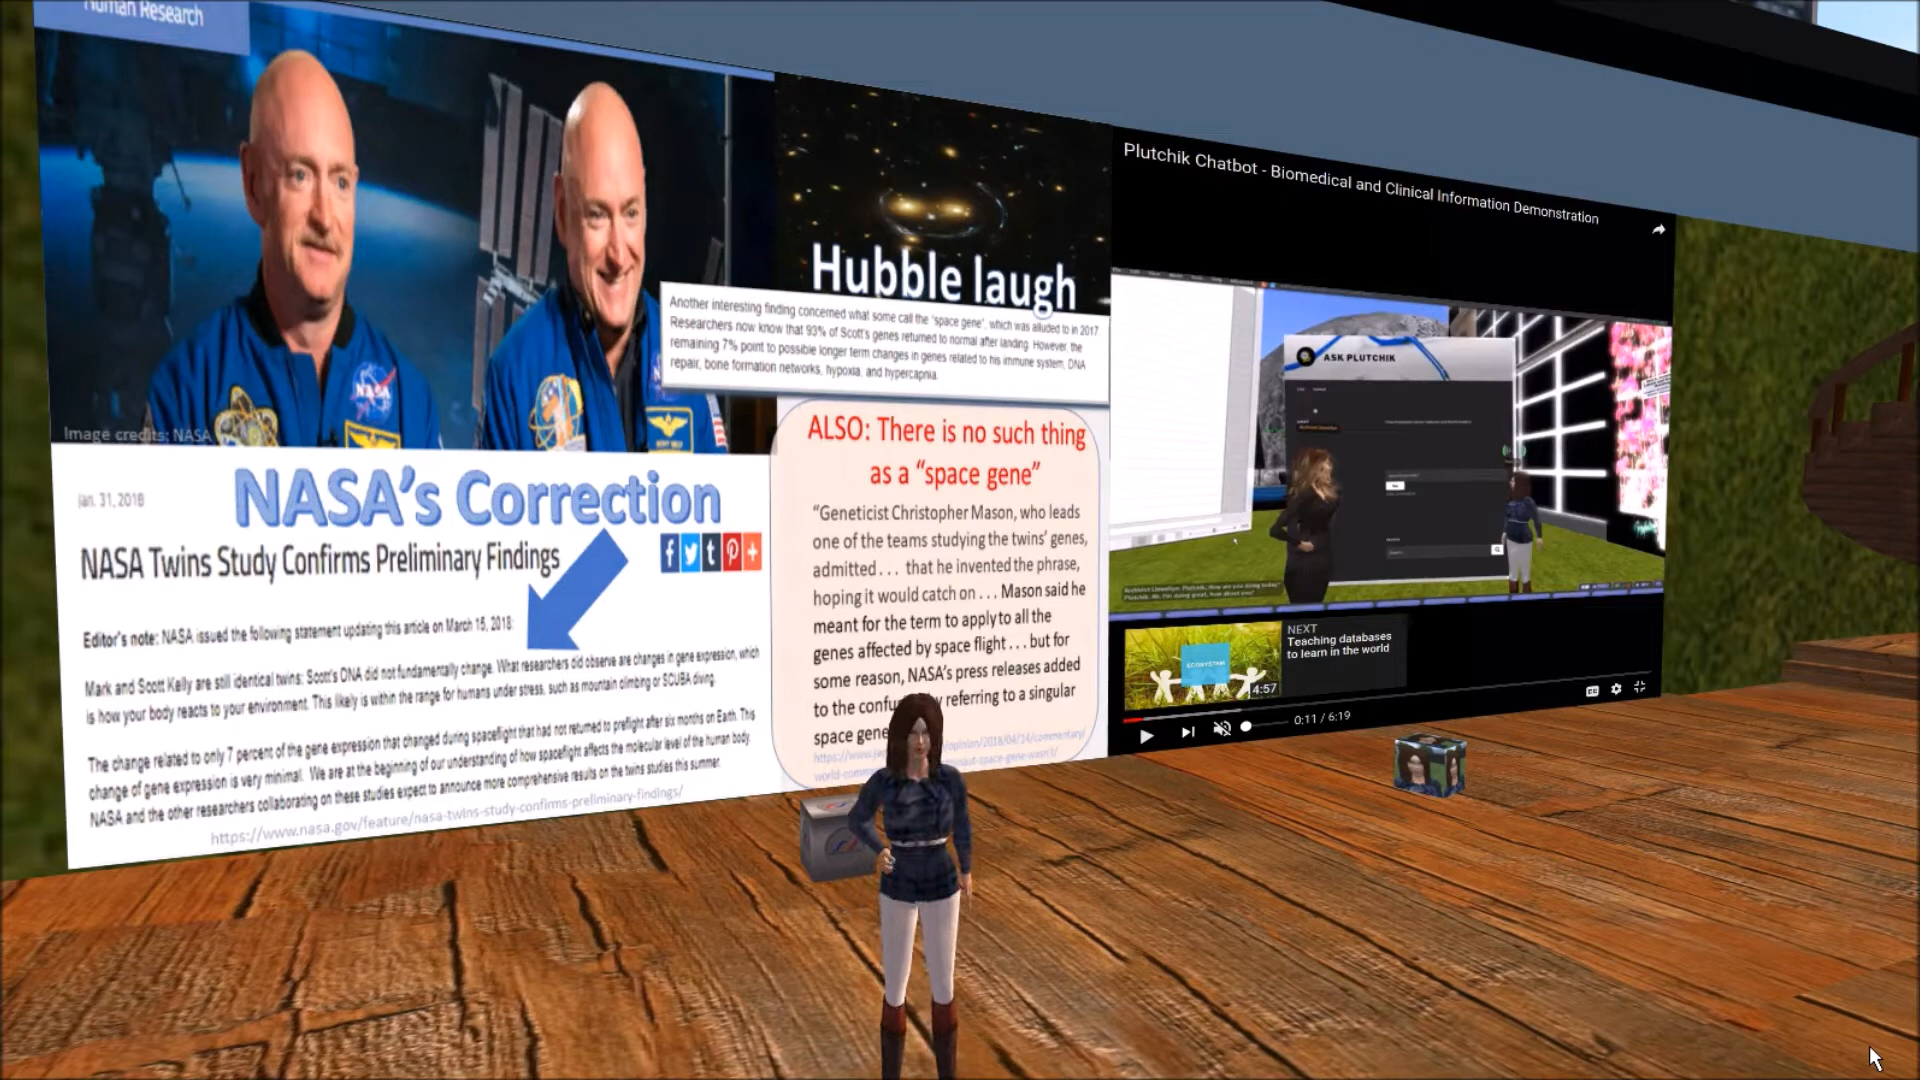 Human Research
Image credits: NASA
Hubble laugh
Another interesting finding concerned what some call the "space gene", which was alluded to in 2017.
Researchers now know that 93% of Scott's genes returned to normal after landing. However, the
remaining 7% point to possible longer term changes in genes related to his immune system, DNA
repair, bone formation networks, hypoxia, and hypercapnia.
Jan. 31, 2018
NASA's Correction
NASA Twins Study Confirms Preliminary Findings
Editor's note: NASA issued the following statement updating this article on March 15, 2018:
Mark and Scott Kelly are still identical twins; Scott's DNA did not fundamentally change. What researchers did observe are changes in gene expression, which
is how your body reacts to your environment. This likely is within the range for humans under stress, such as mountain climbing or SCUBA diving.
The change related to only 7 percent of the gene expression that changed during spaceflight that had not returned to preflight after six months on Earth. This
change of gene expression is very minimal. We are at the beginning of our understanding of how spaceflight affects the molecular level of the human body.
NASA and the other researchers collaborating on these studies expect to announce more comprehensive results on the twins studies this summer.
https://www.nasa.gov/feature/nasa-twins-study-confirms-preliminary-findings/
ALSO: There is no such thing
as a "space gene"
"Geneticist Christopher Mason, who leads
one of the teams studying the twins' genes,
admitted . . . that he invented the phrase,
hoping it would catch on . . . Mason said he
meant for the term to apply to all the
genes affected by space flight . . . but for
some reason, NASA's press releases added
to the by referring to a singular
space gene
opinion/2018/04/14/commentary/
Plutchik Chatbot - Biomedical and Clinical Information Demonstration
ASK PLUTCHIK
NASA
NEXT
Teaching databases
to learn in the world
ECOSYSTEM
4:57
0:11 / 6:19